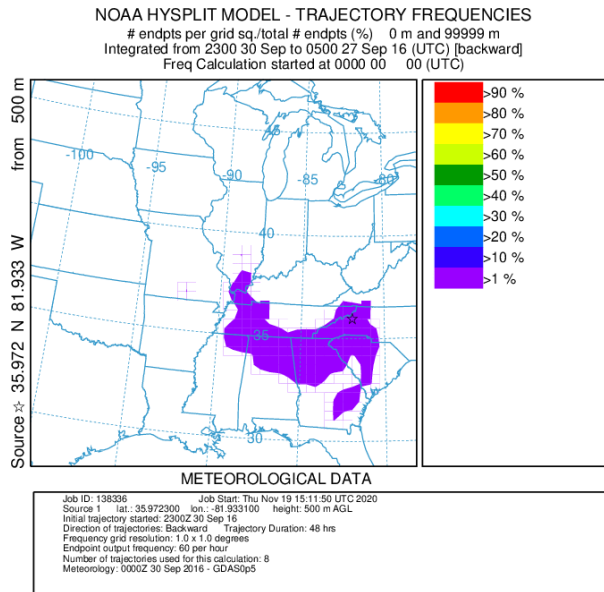 NOAA HYSPLIT MODEL - TRAJECTORY FREQUENCIES
# endpts per grid sq./total # endpts (%) 0 m and 99999 m
Integrated from 2300 30 Sep to 0500 27 Sep 16 (UTC) [backward]
Freq Calculation started at 0000 00 00 (UTC)
Source ☆ 35.972 N 81.933 W from 500 m
-100
-95
-90
-85
-80
45
40
35
30
>90 %
>80 %
>70 %
>60 %
>50 %
>40 %
>30 %
>20 %
>10 %
>1 %
METEOROLOGICAL DATA
Job ID: 138336 Job Start: Thu Nov 19 15:11:50 UTC 2020
Source 1 lat.: 35.972300 lon.: -81.933100 height: 500 m AGL
Initial trajectory started: 2300Z 30 Sep 16
Direction of trajectories: Backward Trajectory Duration: 48 hrs
Frequency grid resolution: 1.0 x 1.0 degrees
Endpoint output frequency: 60 per hour
Number of trajectories used for this calculation: 8
Meteorology: 0000Z 30 Sep 2016 - GDAS0p5